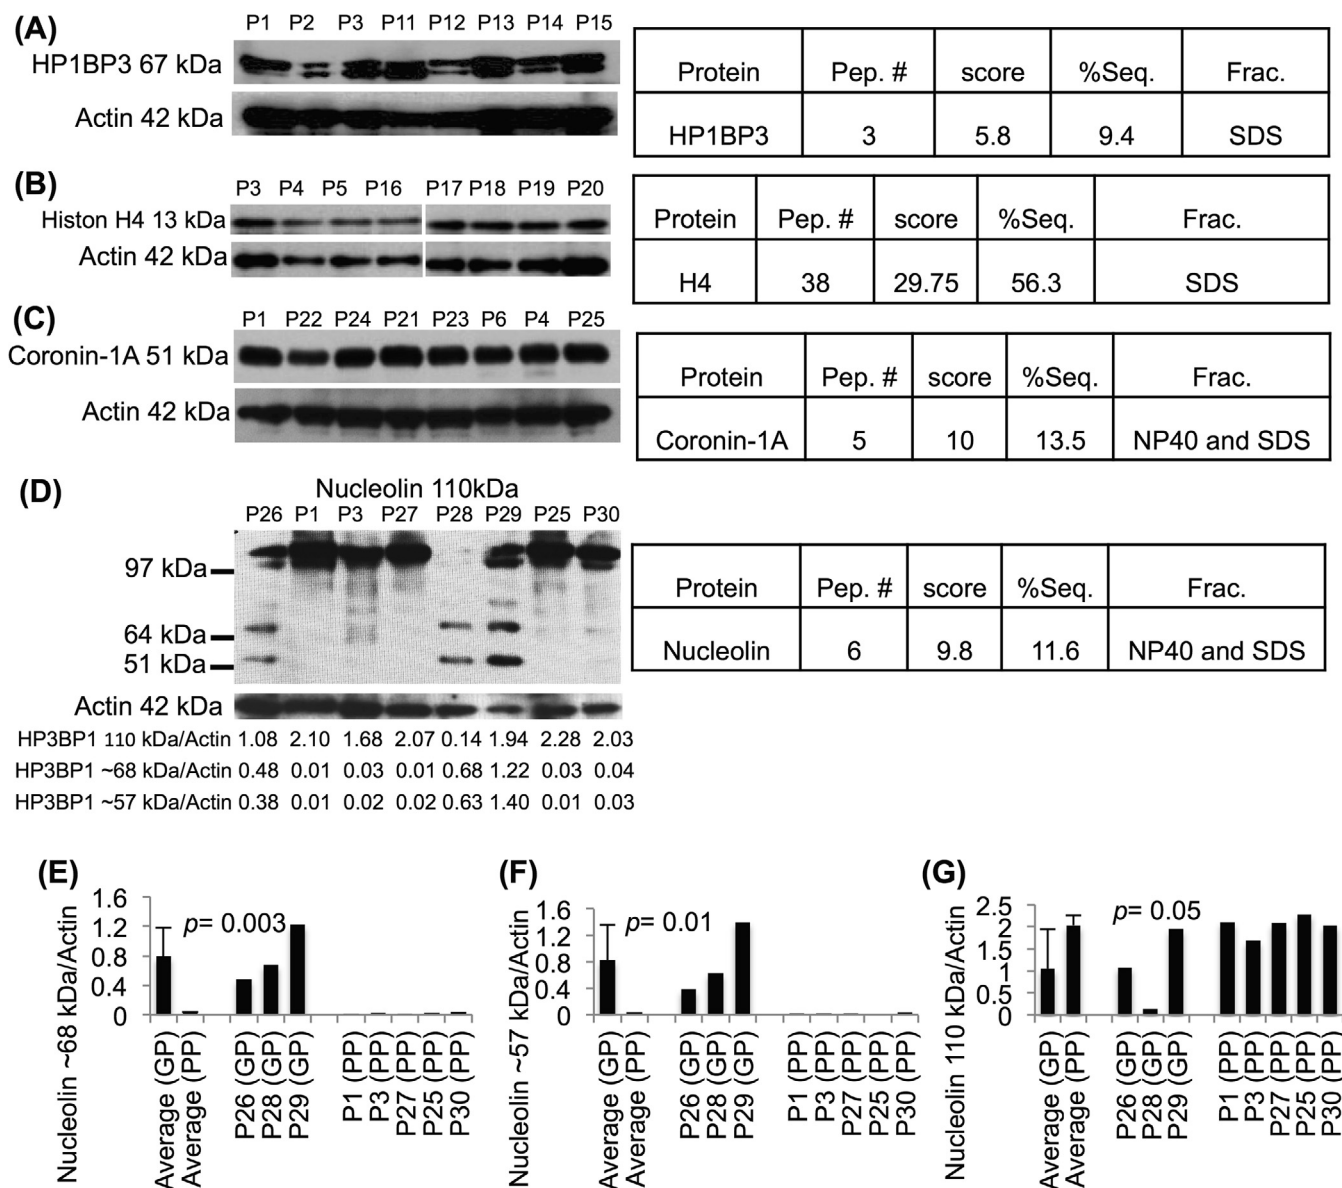 (A)
P1 P2 P3 P11 P12 P13 P14 P15
HP1BP3 67 kDa
Actin 42 kDa
Protein Pep. # score %Seq. Frac.
HP1BP3 3 5.8 9.4 SDS
(B)
P3 P4 P5 P16 P17 P18 P19 P20
Histon H4 13 kDa
Actin 42 kDa
Protein Pep. # score %Seq. Frac.
H4 38 29.75 56.3 SDS
(C)
P1 P22 P24 P21 P23 P6 P4 P25
Coronin-1A 51 kDa
Actin 42 kDa
Protein Pep. # score %Seq. Frac.
Coronin-1A 5 10 13.5 NP40 and SDS
(D)
Nucleolin 110kDa
P26 P1 P3 P27 P28 P29 P25 P30
97 kDa
64 kDa
51 kDa
Actin 42 kDa
Protein Pep. # score %Seq. Frac.
Nucleolin 6 9.8 11.6 NP40 and SDS
HP3BP1 110 kDa/Actin 1.08 2.10 1.68 2.07 0.14 1.94 2.28 2.03
HP3BP1 ~68 kDa/Actin 0.48 0.01 0.03 0.01 0.68 1.22 0.03 0.04
HP3BP1 ~57 kDa/Actin 0.38 0.01 0.02 0.02 0.63 1.40 0.01 0.03
(E)
Nucleolin ~68 kDa/Actin
1.6
1.2
0.8
0.4
0
p= 0.003
Average (GP)
Average (PP)
P26 (GP)
P28 (GP)
P29 (GP)
P1 (PP)
P3 (PP)
P27 (PP)
P25 (PP)
P30 (PP)
(F)
Nucleolin ~57 kDa/Actin
1.6
1.2
0.8
0.4
0
p= 0.01
Average (GP)
Average (PP)
P26 (GP)
P28 (GP)
P29 (GP)
P1 (PP)
P3 (PP)
P27 (PP)
P25 (PP)
P30 (PP)
(G)
Nucleolin 110 kDa/Actin
2.5
2
1.5
1
0.5
0
p= 0.05
Average (GP)
Average (PP)
P26 (GP)
P28 (GP)
P29 (GP)
P1 (PP)
P3 (PP)
P27 (PP)
P25 (PP)
P30 (PP)